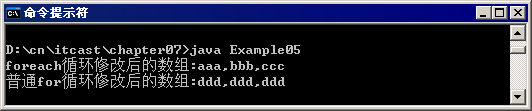 命令提示符
D:\cn\itcast\chapter07>java Example05
foreach循环修改后的数组:aaa,bbb,ccc
普通for循环修改后的数组:ddd,ddd,ddd